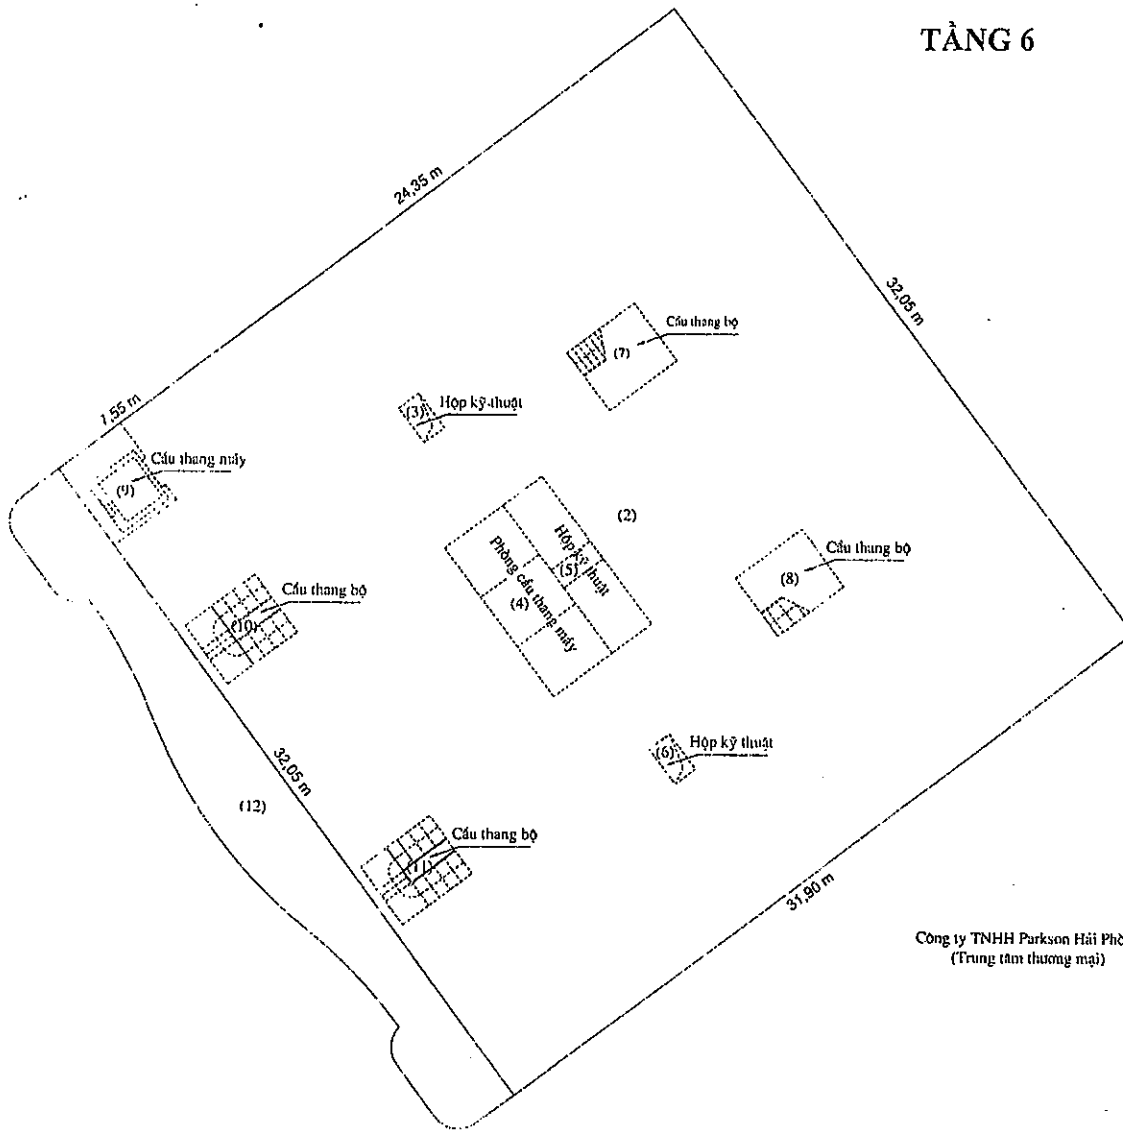 TẦNG 6
24,35 m
32,05 m
Cầu thang bộ
(7)
7,55 m
(3)
Hộp kỹ thuật
Cầu thang máy
(9)
(2)
Hộp kỹ thuật
(5)
Phòng cầu thang máy
(4)
Cầu thang bộ
(8)
Cầu thang bộ
(10)
(6)
Hộp kỹ thuật
32,05 m
(12)
Cầu thang bộ
(11)
31,90 m
Công ty TNHH Parkson Hải
(Trung tâm thương mại)